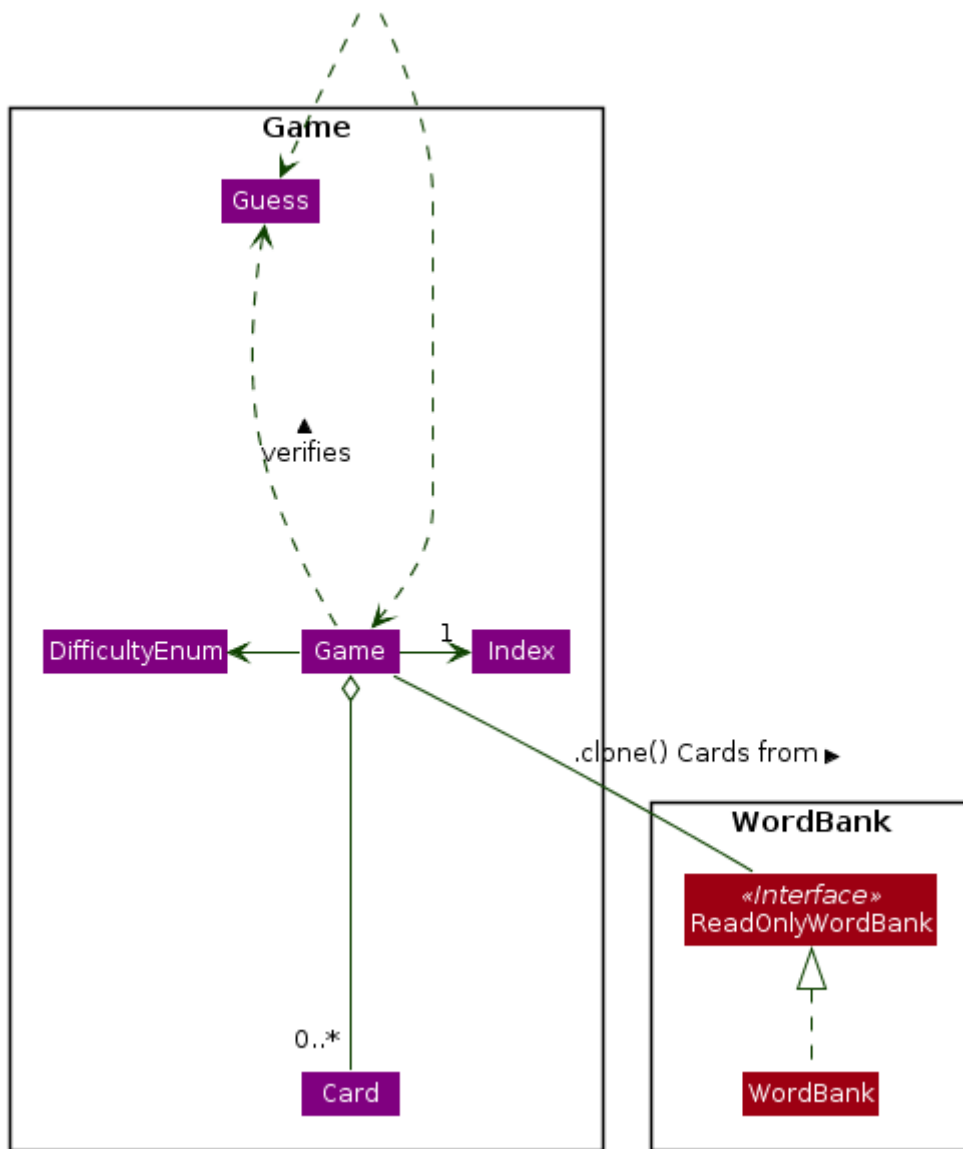 Game
Guess
▲
verifies
DifficultyEnum
Game
1
Index
.clone() Cards from ►
WordBank
«Interface»
ReadOnlyWordBank
0..*
Card
WordBank